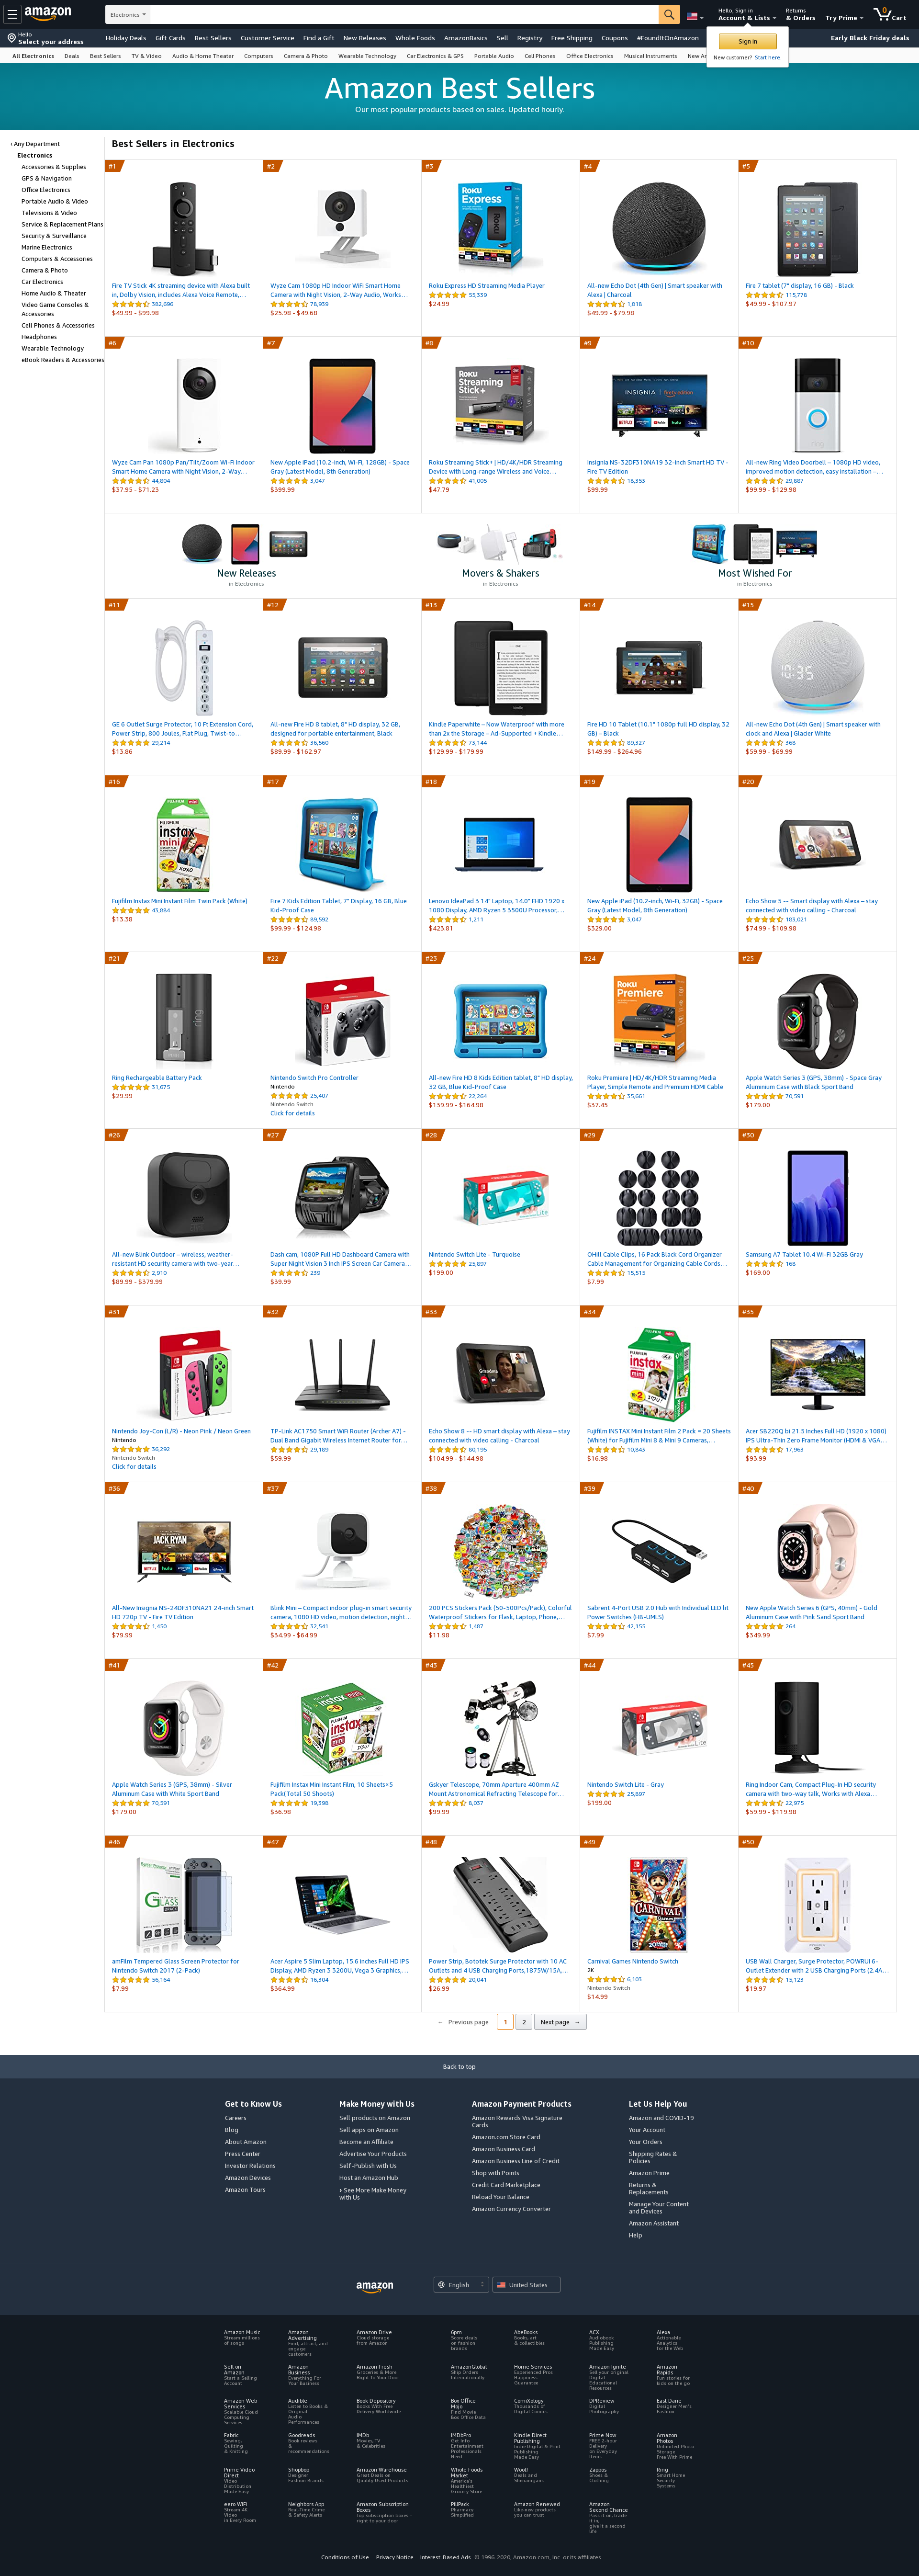 amazon
Electronics
Hello, Sign in
Account & Lists
Returns
& Orders
Try Prime
0
Cart
Hello
Select your address
Holiday Deals
Gift Cards
Best Sellers
Customer Service
Find a Gift
New Releases
Whole Foods
AmazonBasics
Sell
Registry
Free Shipping
Coupons
#FoundItOnAmazon
Early Black Friday deals
Sign in
New customer? Start here.
All Electronics
Deals
Best Sellers
TV & Video
Audio & Home Theater
Computers
Camera & Photo
Wearable Technology
Car Electronics & GPS
Portable Audio
Cell Phones
Office Electronics
Musical Instruments
Amazon Best Sellers
Our most popular products based on sales. Updated hourly.
‹ Any Department
Electronics
Accessories & Supplies
GPS & Navigation
Office Electronics
Portable Audio & Video
Televisions & Video
Service & Replacement Plans
Security & Surveillance
Marine Electronics
Computers & Accessories
Camera & Photo
Car Electronics
Home Audio & Theater
Video Game Consoles &
Accessories
Cell Phones & Accessories
Headphones
Wearable Technology
eBook Readers & Accessories
Best Sellers in Electronics
#1
Fire TV Stick 4K streaming device with Alexa built
in, Dolby Vision, includes Alexa Voice Remote,…
382,696
$49.99 - $99.98
#2
Wyze Cam 1080p HD Indoor WiFi Smart Home
Camera with Night Vision, 2-Way Audio, Works…
78,959
$25.98 - $49.68
#3
Roku Express HD Streaming Media Player
55,339
$24.99
#4
All-new Echo Dot (4th Gen) | Smart speaker with
Alexa | Charcoal
1,818
$49.99 - $79.98
#5
Fire 7 tablet (7" display, 16 GB) - Black
115,778
$49.99 - $107.97
#6
Wyze Cam Pan 1080p Pan/Tilt/Zoom Wi-Fi Indoor
Smart Home Camera with Night Vision, 2-Way…
44,604
$37.95 - $71.23
#7
New Apple iPad (10.2-inch, Wi-Fi, 128GB) - Space
Gray (Latest Model, 8th Generation)
3,047
$399.99
#8
Roku Streaming Stick+ | HD/4K/HDR Streaming
Device with Long-range Wireless and Voice…
41,005
$47.79
#9
Insignia NS-32DF310NA19 32-inch Smart HD TV -
Fire TV Edition
18,353
$99.99
#10
All-new Ring Video Doorbell – 1080p HD video,
improved motion detection, easy installation –…
29,887
$99.99 - $129.98
New Releases
in Electronics
Movers & Shakers
in Electronics
Most Wished For
in Electronics
#11
GE 6 Outlet Surge Protector, 10 Ft Extension Cord,
Power Strip, 800 Joules, Flat Plug, Twist-to…
29,214
$13.86
#12
All-new Fire HD 8 tablet, 8" HD display, 32 GB,
designed for portable entertainment, Black
36,560
$89.99 - $162.97
#13
Kindle Paperwhite – Now Waterproof with more
than 2x the Storage – Ad-Supported + Kindle…
73,144
$129.99 - $179.99
#14
Fire HD 10 Tablet (10.1" 1080p full HD display, 32
GB) – Black
89,327
$149.99 - $264.96
#15
All-new Echo Dot (4th Gen) | Smart speaker with
clock and Alexa | Glacier White
366
$59.99 - $69.99
#16
Fujifilm Instax Mini Instant Film Twin Pack (White)
43,664
$13.38
#17
Fire 7 Kids Edition Tablet, 7" Display, 16 GB, Blue
Kid-Proof Case
89,592
$99.99 - $124.98
#18
Lenovo IdeaPad 3 14" Laptop, 14.0" FHD 1920 x
1080 Display, AMD Ryzen 5 3500U Processor,…
1,211
$423.81
#19
New Apple iPad (10.2-inch, Wi-Fi, 32GB) - Space
Gray (Latest Model, 8th Generation)
3,047
$329.00
#20
Echo Show 5 -- Smart display with Alexa – stay
connected with video calling - Charcoal
183,021
$74.99 - $109.98
#21
Ring Rechargeable Battery Pack
31,675
$29.99
#22
Nintendo Switch Pro Controller
Nintendo
25,407
Nintendo Switch
Click for details
#23
All-new Fire HD 8 Kids Edition tablet, 8" HD display,
32 GB, Blue Kid-Proof Case
22,264
$139.99 - $164.98
#24
Roku Premiere | HD/4K/HDR Streaming Media
Player, Simple Remote and Premium HDMI Cable
35,661
$37.45
#25
Apple Watch Series 3 (GPS, 38mm) - Space Gray
Aluminium Case with Black Sport Band
70,591
$179.00
#26
All-new Blink Outdoor – wireless, weather-
resistant HD security camera with two-year…
2,910
$89.99 - $379.99
#27
Dash cam, 1080P Full HD Dashboard Camera with
Super Night Vision 3 Inch IPS Screen Car Camera…
239
$39.99
#28
Nintendo Switch Lite - Turquoise
25,897
$199.00
#29
OHill Cable Clips, 16 Pack Black Cord Organizer
Cable Management for Organizing Cable Cords…
15,515
$7.99
#30
Samsung A7 Tablet 10.4 Wi-Fi 32GB Gray
168
$169.00
#31
Nintendo Joy-Con (L/R) - Neon Pink / Neon Green
Nintendo
36,292
Nintendo Switch
Click for details
#32
TP-Link AC1750 Smart WiFi Router (Archer A7) -
Dual Band Gigabit Wireless Internet Router for…
29,189
$59.99
#33
Echo Show 8 -- HD smart display with Alexa – stay
connected with video calling - Charcoal
80,195
$104.99 - $144.98
#34
Fujifilm INSTAX Mini Instant Film 2 Pack = 20 Sheets
(White) for Fujifilm Mini 8 & Mini 9 Cameras,…
10,843
$16.98
#35
Acer SB220Q bi 21.5 Inches Full HD (1920 x 1080)
IPS Ultra-Thin Zero Frame Monitor (HDMI & VGA…
17,963
$93.99
#36
All-New Insignia NS-24DF310NA21 24-inch Smart
HD 720p TV - Fire TV Edition
1,450
$79.99
#37
Blink Mini – Compact indoor plug-in smart security
camera, 1080 HD video, motion detection, night…
32,541
$34.99 - $64.99
#38
200 PCS Stickers Pack (50-500Pcs/Pack), Colorful
Waterproof Stickers for Flask, Laptop, Phone,…
1,487
$11.98
#39
Sabrent 4-Port USB 2.0 Hub with Individual LED lit
Power Switches (HB-UMLS)
42,155
$7.99
#40
New Apple Watch Series 6 (GPS, 40mm) - Gold
Aluminum Case with Pink Sand Sport Band
264
$349.99
#41
Apple Watch Series 3 (GPS, 38mm) - Silver
Aluminum Case with White Sport Band
70,591
$179.00
#42
Fujifilm Instax Mini Instant Film, 10 Sheets×5
Pack(Total 50 Shoots)
19,396
$36.98
#43
Gskyer Telescope, 70mm Aperture 400mm AZ
Mount Astronomical Refracting Telescope for…
6,037
$99.99
#44
Nintendo Switch Lite - Gray
25,897
$199.00
#45
Ring Indoor Cam, Compact Plug-In HD security
camera with two-way talk, Works with Alexa…
22,975
$59.99 - $119.98
#46
amFilm Tempered Glass Screen Protector for
Nintendo Switch 2017 (2-Pack)
56,164
$7.99
#47
Acer Aspire 5 Slim Laptop, 15.6 inches Full HD IPS
Display, AMD Ryzen 3 3200U, Vega 3 Graphics,…
16,304
$364.99
#48
Power Strip, Bototek Surge Protector with 10 AC
Outlets and 4 USB Charging Ports,1875W/15A,…
20,041
$26.99
#49
Carnival Games Nintendo Switch
2K
6,103
Nintendo Switch
$14.99
#50
USB Wall Charger, Surge Protector, POWRUI 6-
Outlet Extender with 2 USB Charging Ports (2.4A…
15,123
$19.97
← Previous page
1
2
Next page →
Back to top
Get to Know Us
Careers
Blog
About Amazon
Press Center
Investor Relations
Amazon Devices
Amazon Tours
Make Money with Us
Sell products on Amazon
Sell apps on Amazon
Become an Affiliate
Advertise Your Products
Self-Publish with Us
Host an Amazon Hub
› See More Make Money
with Us
Amazon Payment Products
Amazon Rewards Visa Signature
Cards
Amazon.com Store Card
Amazon Business Card
Amazon Business Line of Credit
Shop with Points
Credit Card Marketplace
Reload Your Balance
Amazon Currency Converter
Let Us Help You
Amazon and COVID-19
Your Account
Your Orders
Shipping Rates &
Policies
Amazon Prime
Returns &
Replacements
Manage Your Content
and Devices
Amazon Assistant
Help
amazon
English
United States
Amazon Music
Stream millions
of songs
Amazon
Advertising
Find, attract, and
engage
customers
Amazon Drive
Cloud storage
from Amazon
6pm
Score deals
on fashion
brands
AbeBooks
Books, art
& collectibles
ACX
Audiobook
Publishing
Made Easy
Alexa
Actionable
Analytics
for the Web
Sell on
Amazon
Start a Selling
Account
Amazon
Business
Everything For
Your Business
Amazon Fresh
Groceries & More
Right To Your Door
AmazonGlobal
Ship Orders
Internationally
Home Services
Experienced Pros
Happiness
Guarantee
Amazon Ignite
Sell your original
Digital
Educational
Resources
Amazon
Rapids
Fun stories for
kids on the go
Amazon Web
Services
Scalable Cloud
Computing
Services
Audible
Listen to Books &
Original
Audio
Performances
Book Depository
Books With Free
Delivery Worldwide
Box Office
Mojo
Find Movie
Box Office Data
ComiXology
Thousands of
Digital Comics
DPReview
Digital
Photography
East Dane
Designer Men's
Fashion
Fabric
Sewing,
Quilting
& Knitting
Goodreads
Book reviews
&
recommendations
IMDb
Movies, TV
& Celebrities
IMDbPro
Get Info
Entertainment
Professionals
Need
Kindle Direct
Publishing
Indie Digital & Print
Publishing
Made Easy
Prime Now
FREE 2-hour
Delivery
on Everyday
Items
Amazon
Photos
Unlimited Photo
Storage
Free With Prime
Prime Video
Direct
Video
Distribution
Made Easy
Shopbop
Designer
Fashion Brands
Amazon Warehouse
Great Deals on
Quality Used Products
Whole Foods
Market
America's
Healthiest
Grocery Store
Woot!
Deals and
Shenanigans
Zappos
Shoes &
Clothing
Ring
Smart Home
Security
Systems
eero WiFi
Stream 4K
Video
in Every Room
Neighbors App
Real-Time Crime
& Safety Alerts
Amazon Subscription
Boxes
Top subscription boxes –
right to your door
PillPack
Pharmacy
Simplified
Amazon Renewed
Like-new products
you can trust
Amazon
Second Chance
Pass it on, trade
it in,
give it a second
life
Conditions of Use
Privacy Notice
Interest-Based Ads
© 1996-2020, Amazon.com, Inc. or its affiliates